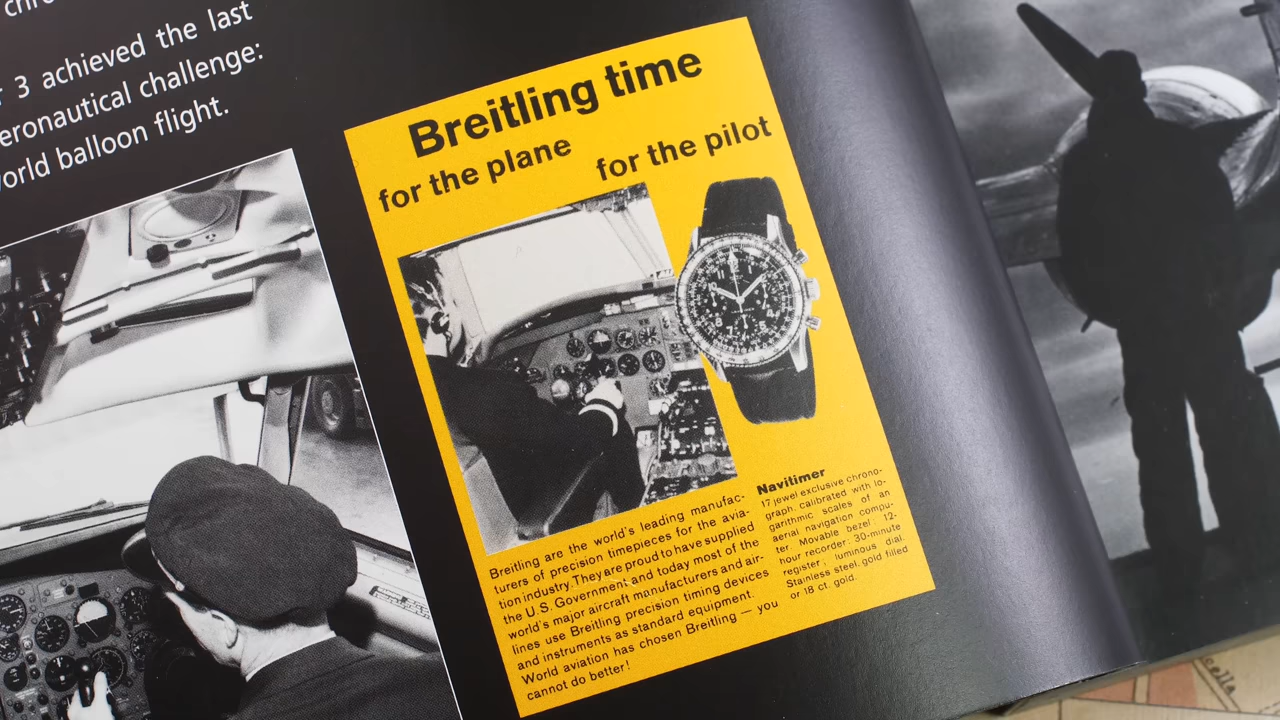 chro
r 3 achieved the last
eronautical challenge:
world balloon flight.
Breitling time
for the plane
for the pilot
Breitling are the world's leading manufac-
turers of precision timepieces for the avia-
tion industry. They are proud to have supplied
the U.S. Government and today most of the
world's major aircraft manufacturers and air-
lines use Breitling precision timing devices
and instruments as standard equipment.
World aviation has chosen Breitling — you
cannot do better!
Navitimer
17 jewel exclusive chrono-
graph, calibrated with lo-
garithmic scales of an
aerial navigation compu-
ter. Movable bezel; 12-
hour recorder; 30-minute
register, luminous dial.
Stainless steel, gold filled
or 18 ct. gold.
cella